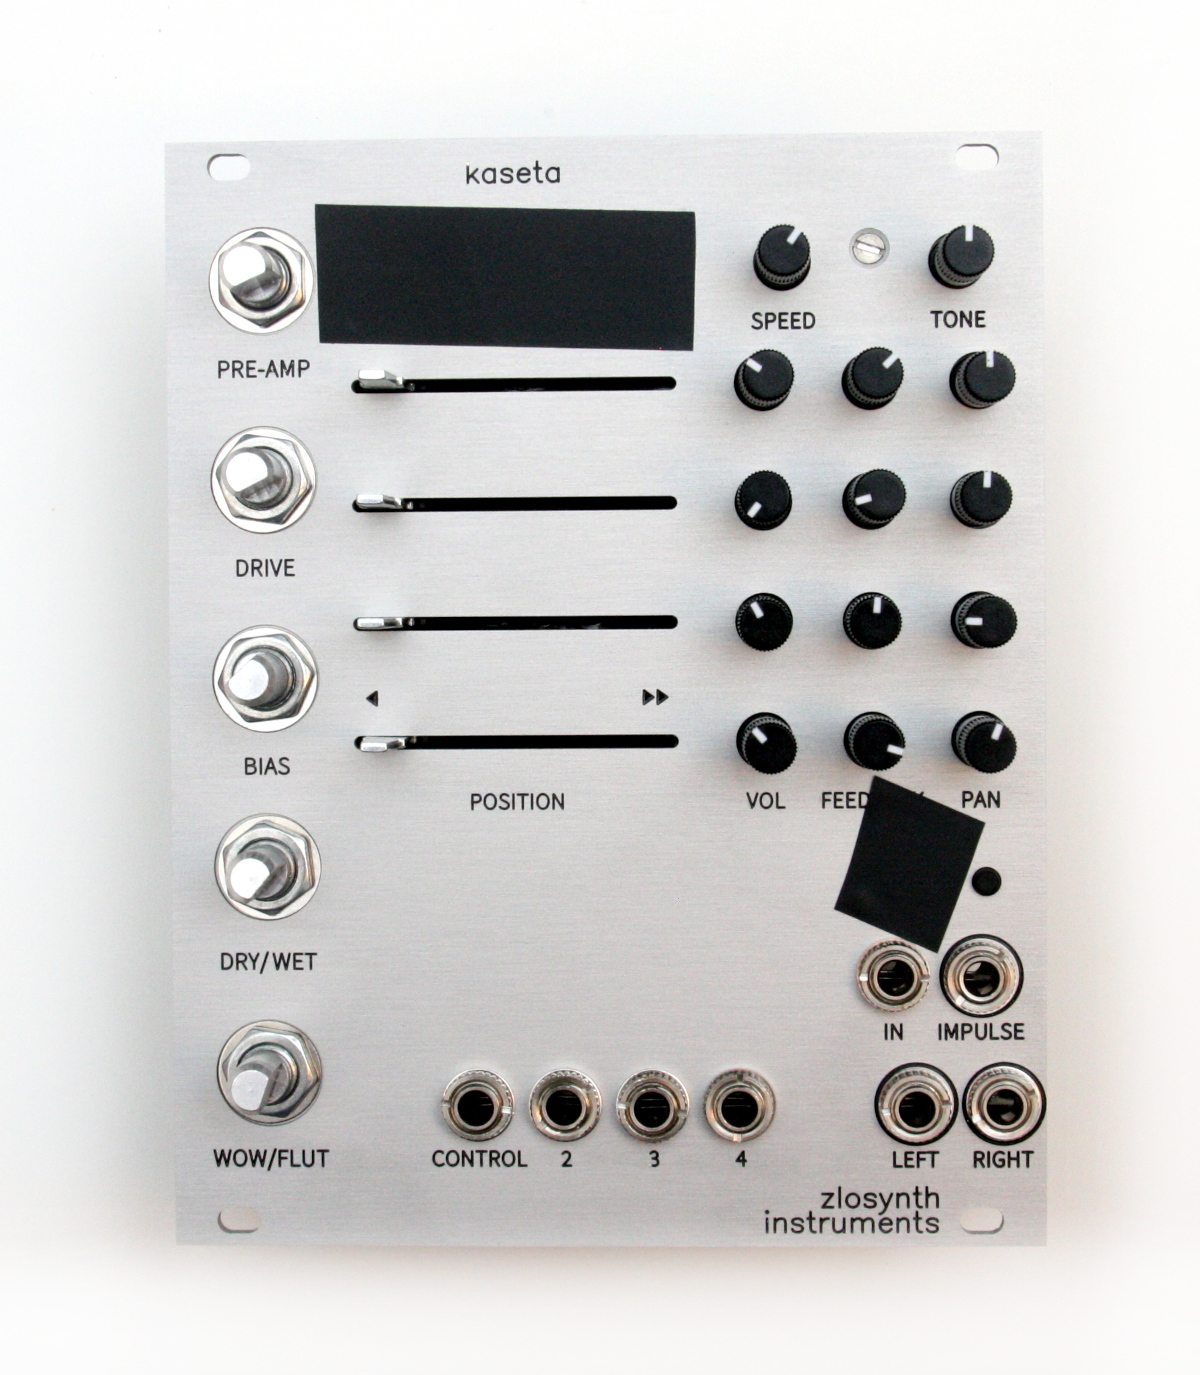 kaseta
SPEED TONE
PRE-AMP
DRIVE
BIAS
POSITION VOL PAN
DRY/WET
IN IMPULSE
WOW/FLUT CONTROL 2 3 4 LEFT RIGHT
zlosynth
instruments